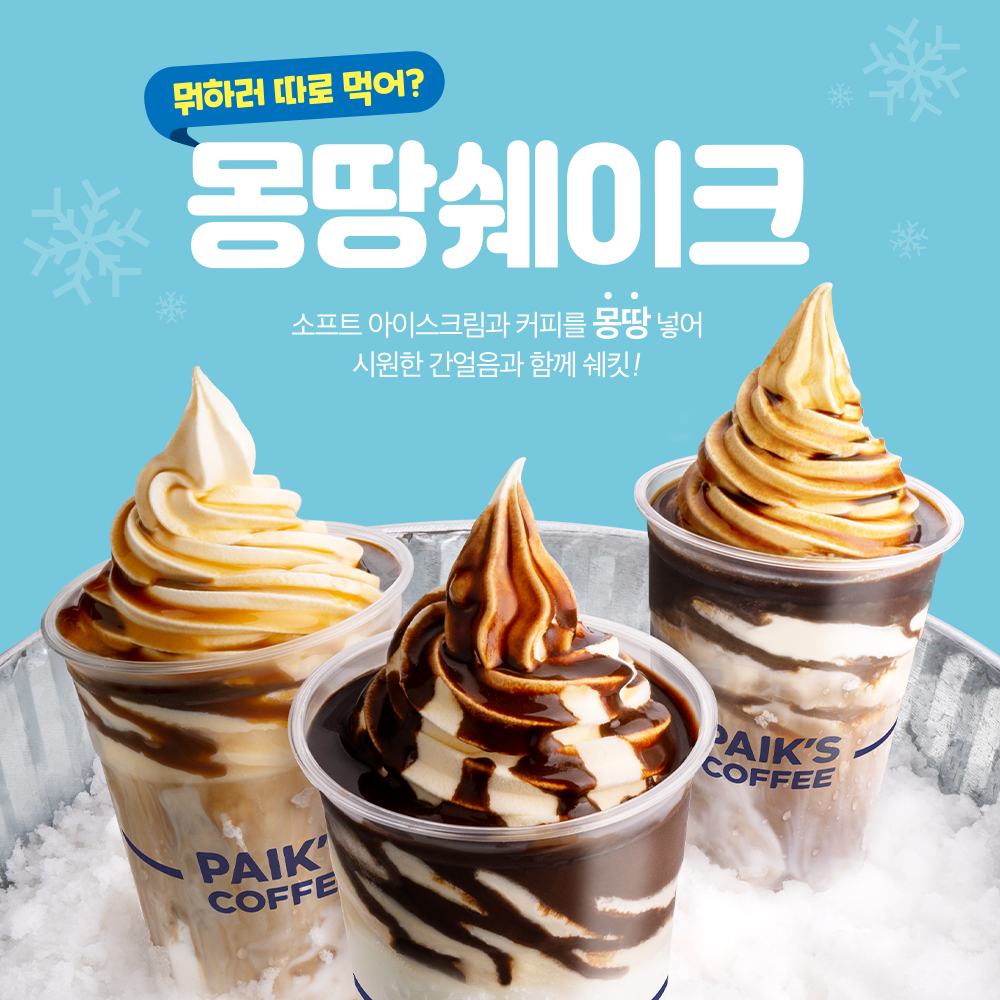 뭐하러 따로 먹어?
몽땅쉐이크
소프트 아이스크림과 커피를 몽땅 넣어
시원한 간얼음과 함께 쉐킷!
PAIK'S
COFFEE
PAIK'
COFFE